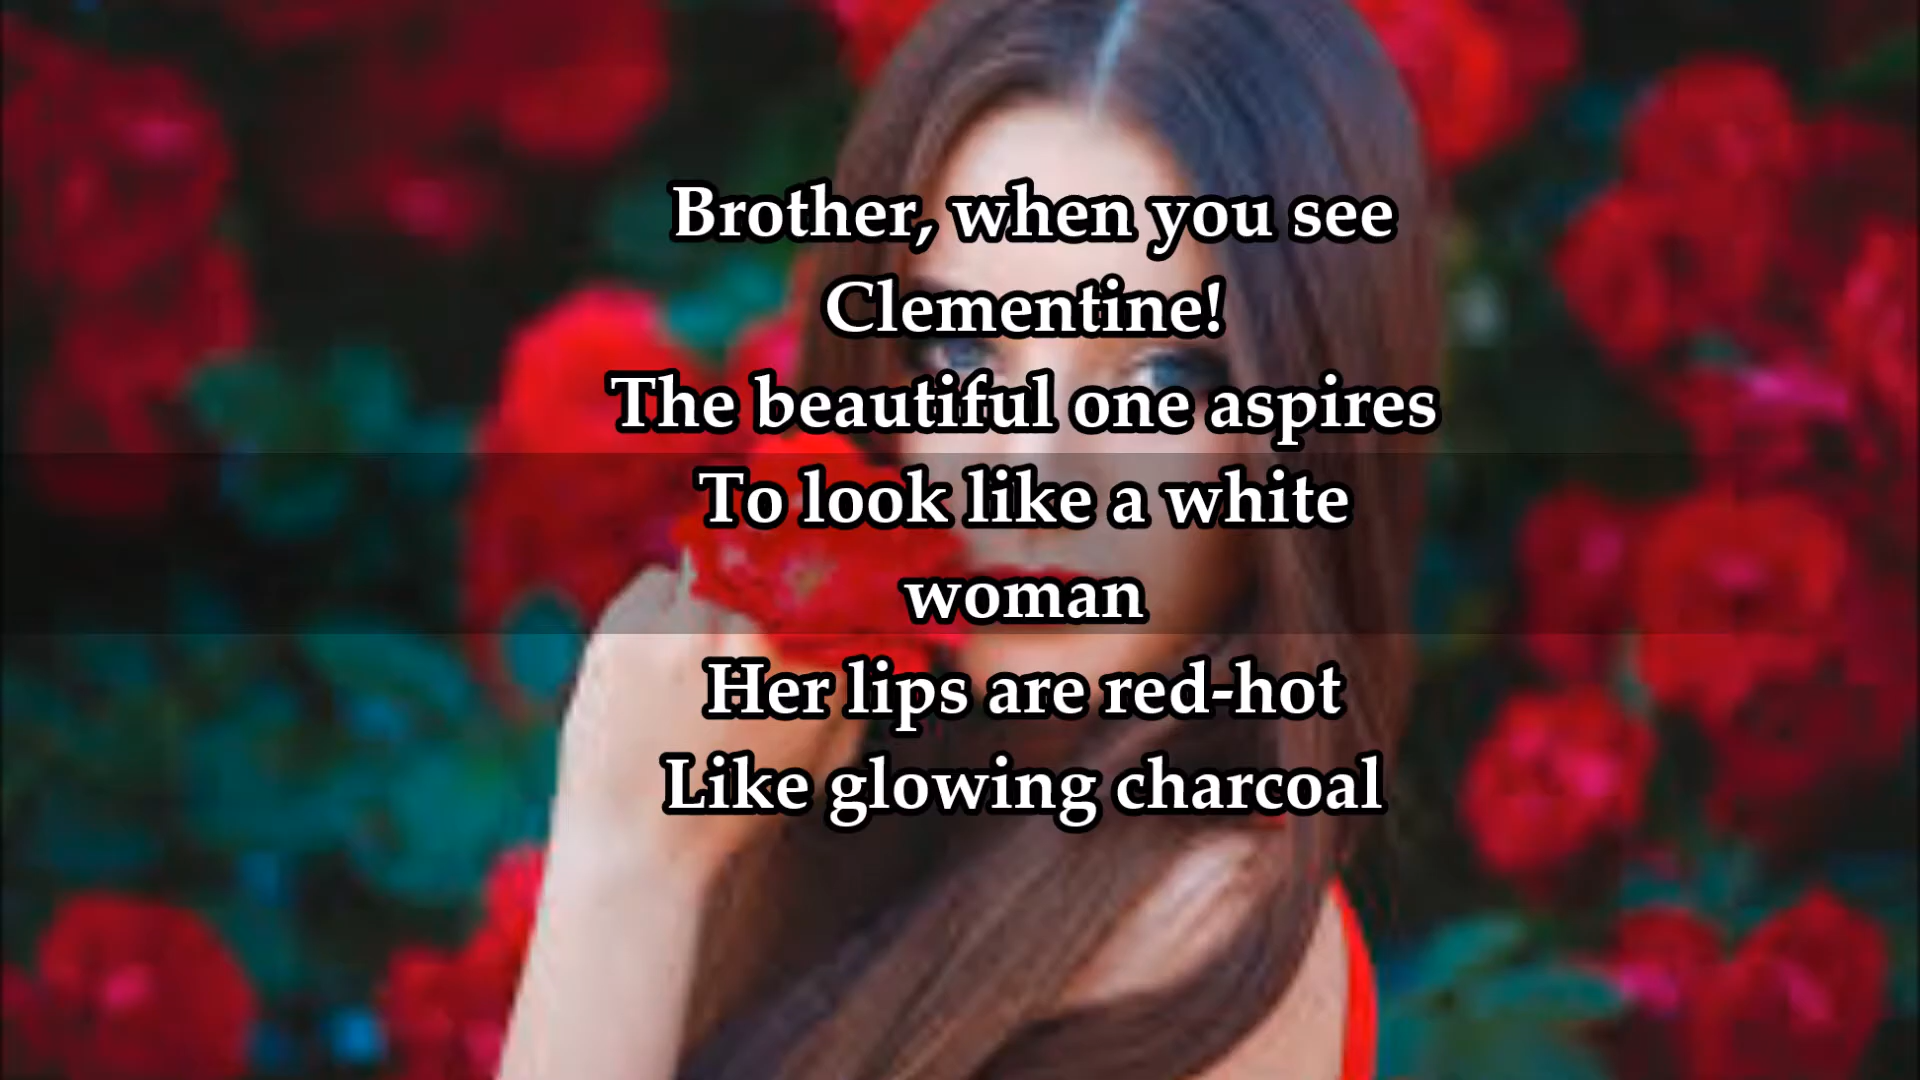 Brother, when you see
Clementine!
The beautiful one aspires
To look like a white
woman
Her lips are red-hot
Like glowing charcoal